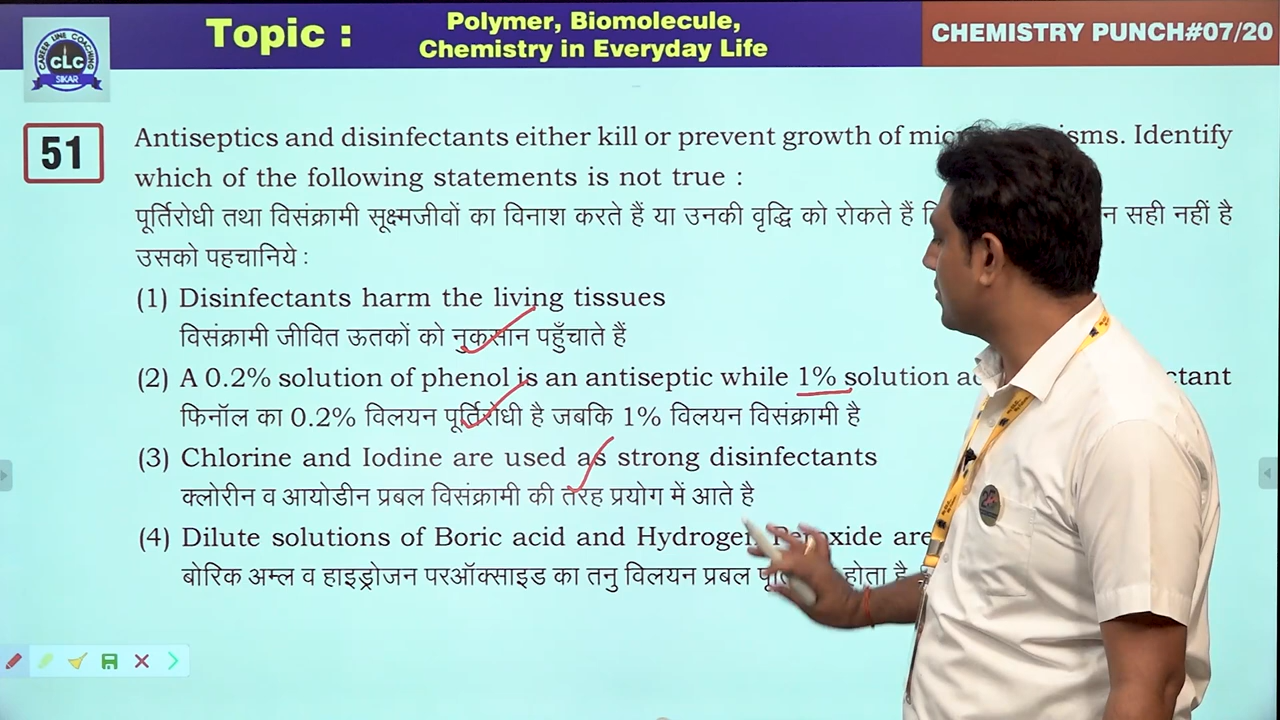 CAREER LINE COACHING
CLC
SIKAR
Topic :
Polymer, Biomolecule,
Chemistry in Everyday Life
CHEMISTRY PUNCH#07/20
51
Antiseptics and disinfectants either kill or prevent growth of Identify
which of the following statements is not true :
पूर्तिरोधी तथा विसंक्रामी सूक्ष्मजीवों का विनाश करते हैं या उनकी वृद्धि को रोकते हैं सही नहीं है
उसको पहचानिये :
(1) Disinfectants harm the living tissues
विसंक्रामी जीवित ऊतकों को नुकसान पहुँचाते हैं
(2) A 0.2% solution of phenol is an antiseptic while 1% solution
फिनॉल का 0.2% विलयन पूर्तिरोधी है जबकि 1% विलयन विसंक्रामी है
(3) Chlorine and Iodine are used as strong disinfectants
क्लोरीन व आयोडीन प्रबल विसंक्रामी की तरह प्रयोग में आते है
(4) Dilute solutions of Boric acid and Hydrogen Peroxide are
बोरिक अम्ल व हाइड्रोजन परऑक्साइड का तनु विलयन प्रबल होता है